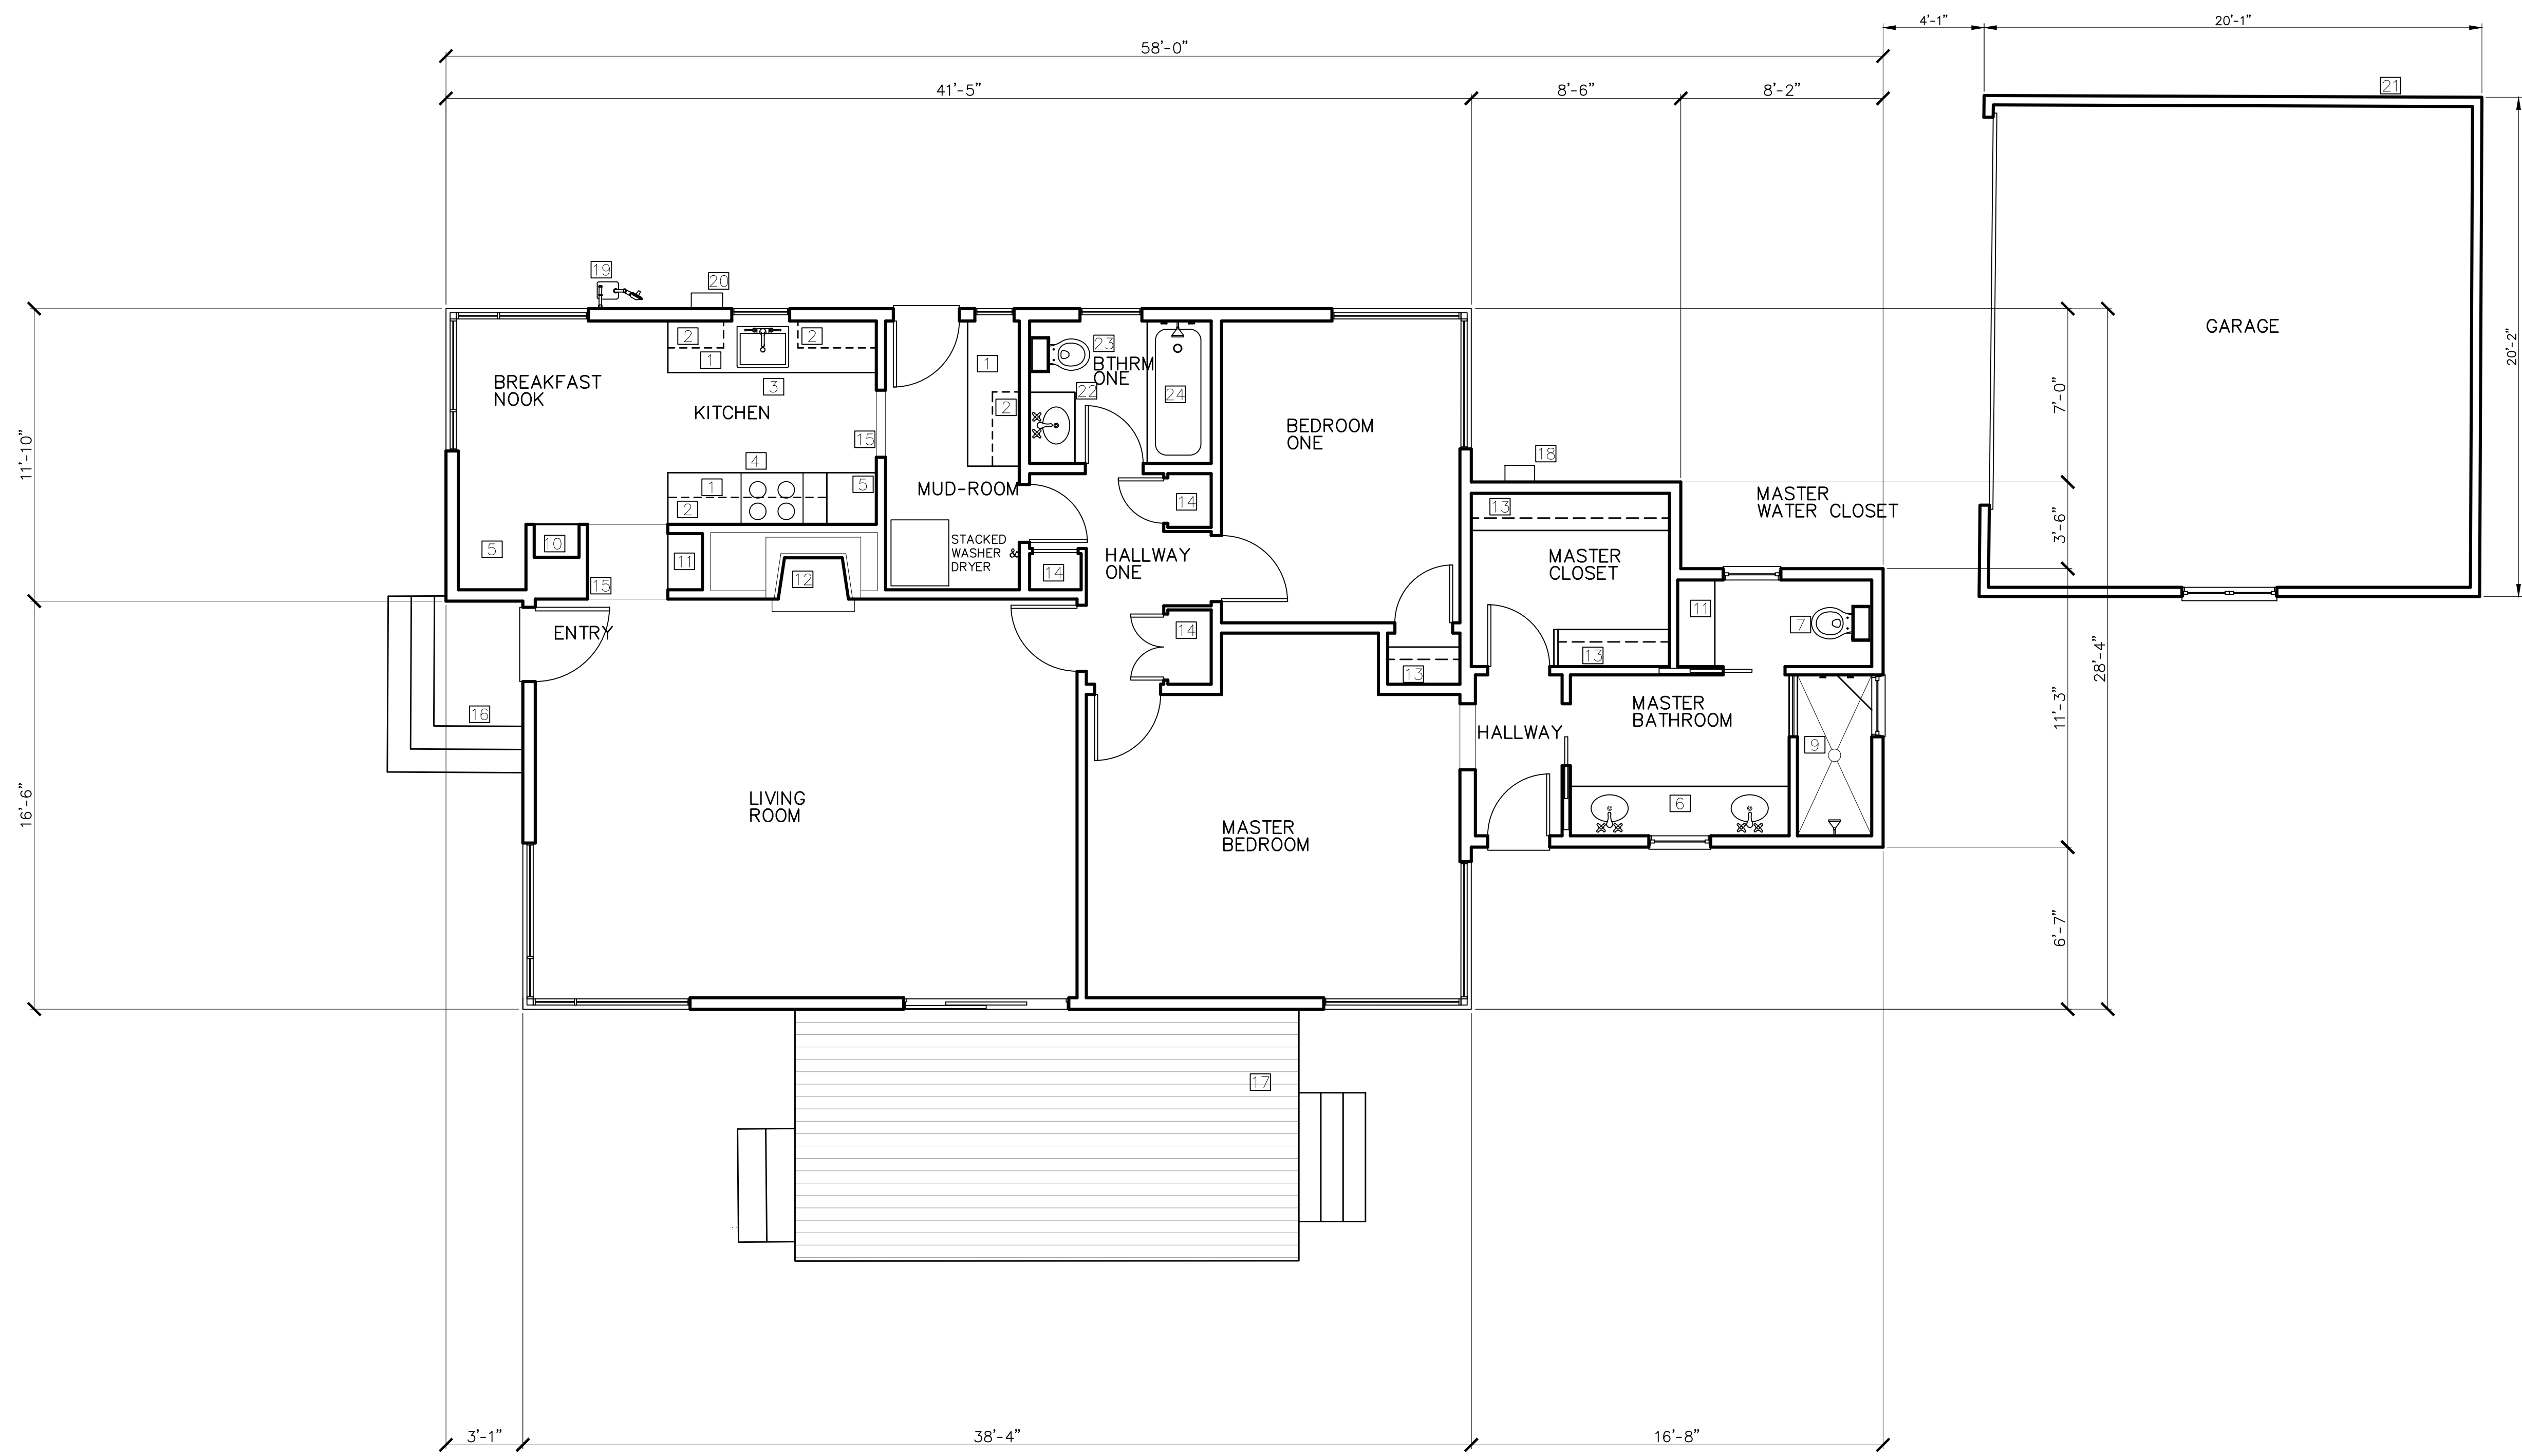 4'-1"
20'-1"
58'-0"
41'-5"
8'-6"
8'-2"
21
19
20
GARAGE
2
2
1
3
1
23
BTHRM
ONE
22
24
2
BREAKFAST
NOOK
KITCHEN
15
BEDROOM
ONE
11'-10"
7'-0"
20'-2"
4
1
2
5
MUD-ROOM
14
18
13
MASTER
WATER CLOSET
3'-6"
5
10
15
11
12
STACKED
WASHER &
DRYER
14
HALLWAY
ONE
MASTER
CLOSET
11
7
ENTRY
14
13
13
28'-4"
16
MASTER
BATHROOM
HALLWAY
9
11'-3"
16'-6"
LIVING
ROOM
MASTER
BEDROOM
6
6'-7"
17
3'-1"
38'-4"
16'-8"